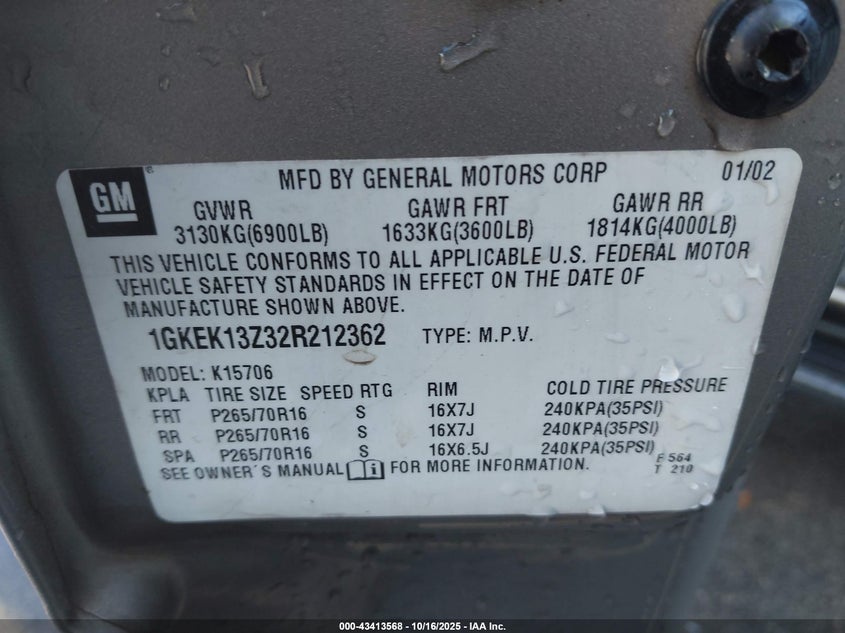 GM
MFD BY GENERAL MOTORS CORP 01/02
GVWR GAWR FRT GAWR RR
3130KG(6900LB) 1633KG(3600LB) 1814KG(4000LB)
THIS VEHICLE CONFORMS TO ALL APPLICABLE U.S. FEDERAL MOTOR
VEHICLE SAFETY STANDARDS IN EFFECT ON THE DATE OF
MANUFACTURE SHOWN ABOVE.
1GKEK13Z32R212362 TYPE: M.P.V.
MODEL: K15706
KPLA TIRE SIZE SPEED RTG RIM COLD TIRE PRESSURE
FRT P265/70R16 S 16X7J 240KPA(35PSI)
RR P265/70R16 S 16X7J 240KPA(35PSI)
SPA P265/70R16 S 16X6.5J 240KPA(35PSI)
SEE OWNER'S MANUAL FOR MORE INFORMATION.
F 564
T 210
000-43413568 - 10/16/2025 - IAA Inc.